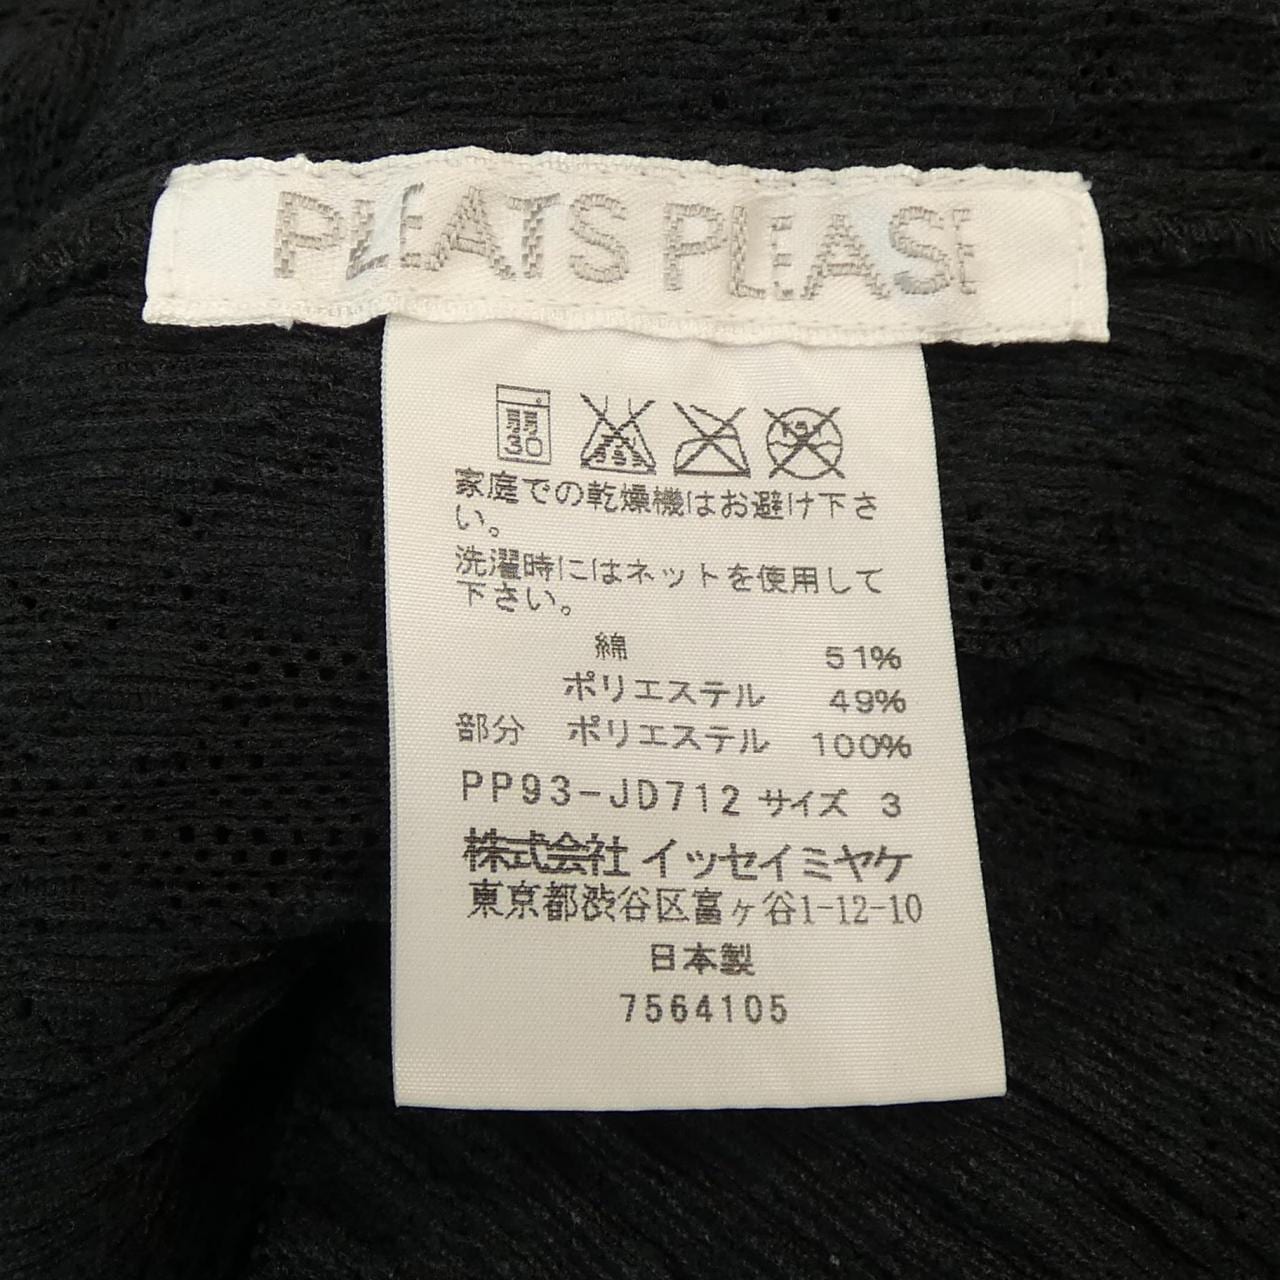 PLEATS PLEASE
弱
30
家庭での乾燥機はお避け下さ
い。
洗濯時にはネットを使用して
下さい。
綿 51%
ポリエステル 49%
部分 ポリエステル 100%
PP93-JD712 サイズ 3
株式会社 イッセイミヤケ
東京都渋谷区富ヶ谷1-12-10
日本製
7564105